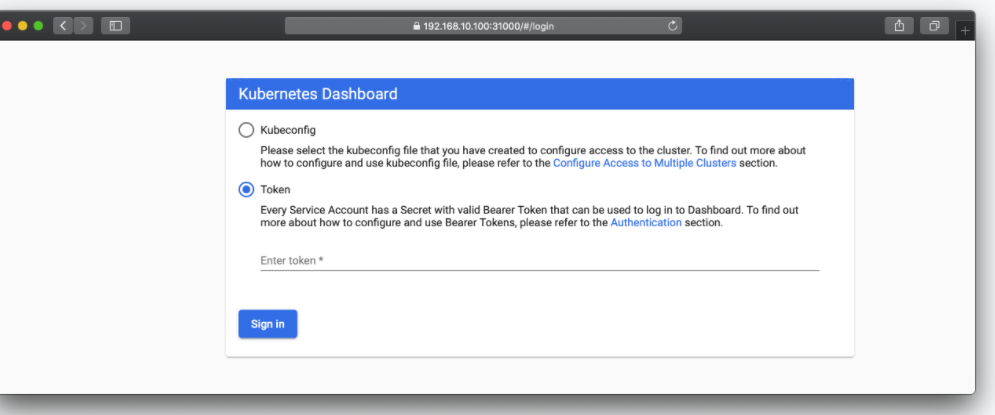 192.168.10.100:31000/#/login
Kubernetes Dashboard
Kubeconfig
Please select the kubeconfig file that you have created to configure access to the cluster. To find out more about
how to configure and use kubeconfig file, please refer to the Configure Access to Multiple Clusters section.
Token
Every Service Account has a Secret with valid Bearer Token that can be used to log in to Dashboard. To find out
more about how to configure and use Bearer Tokens, please refer to the Authentication section.
Enter token *
Sign in